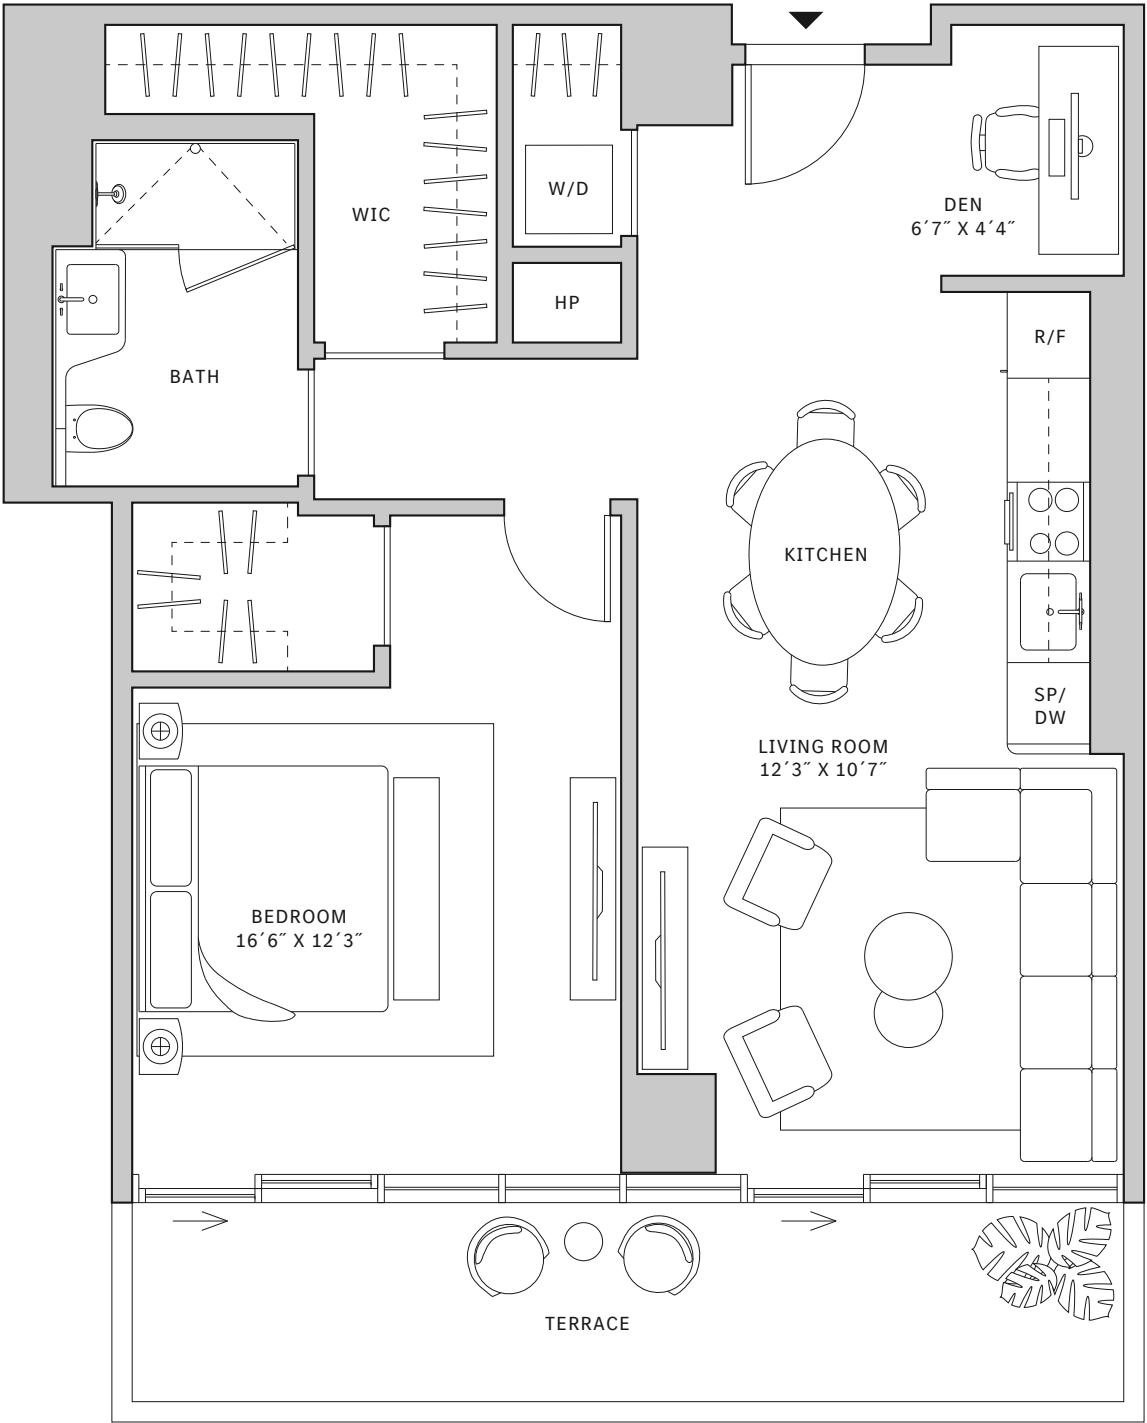 W/D
DEN
6´7˝ X 4´4˝
WIC
HP
R/F
BATH
KITCHEN
SP/
DW
LIVING ROOM
12´3˝ X 10´7˝
BEDROOM
16´6˝ X 12´3˝
TERRACE